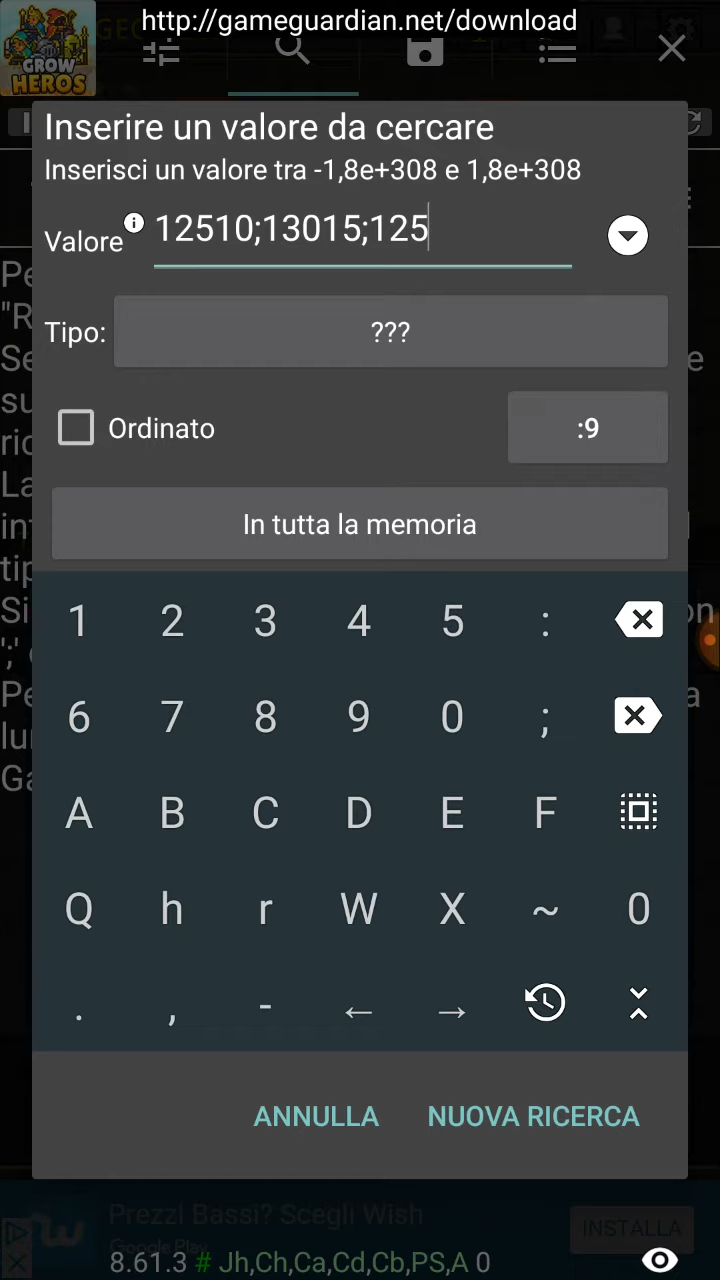 http://gameguardian.net/download
GROW
HEROS
Inserire un valore da cercare
Inserisci un valore tra -1,8e+308 e 1,8e+308
Valore i 12510;13015;125
Tipo: ???
Ordinato :9
In tutta la memoria
1 2 3 4 5 :
6 7 8 9 0 ;
A B C D E F
Q h r W X ~ 0
. , - ← →
ANNULLA NUOVA RICERCA
Prezzi Bassi? Scegli Wish
Google Play
INSTALLA
8.61.3 # Jh,Ch,Ca,Cd,Cb,PS,A 0